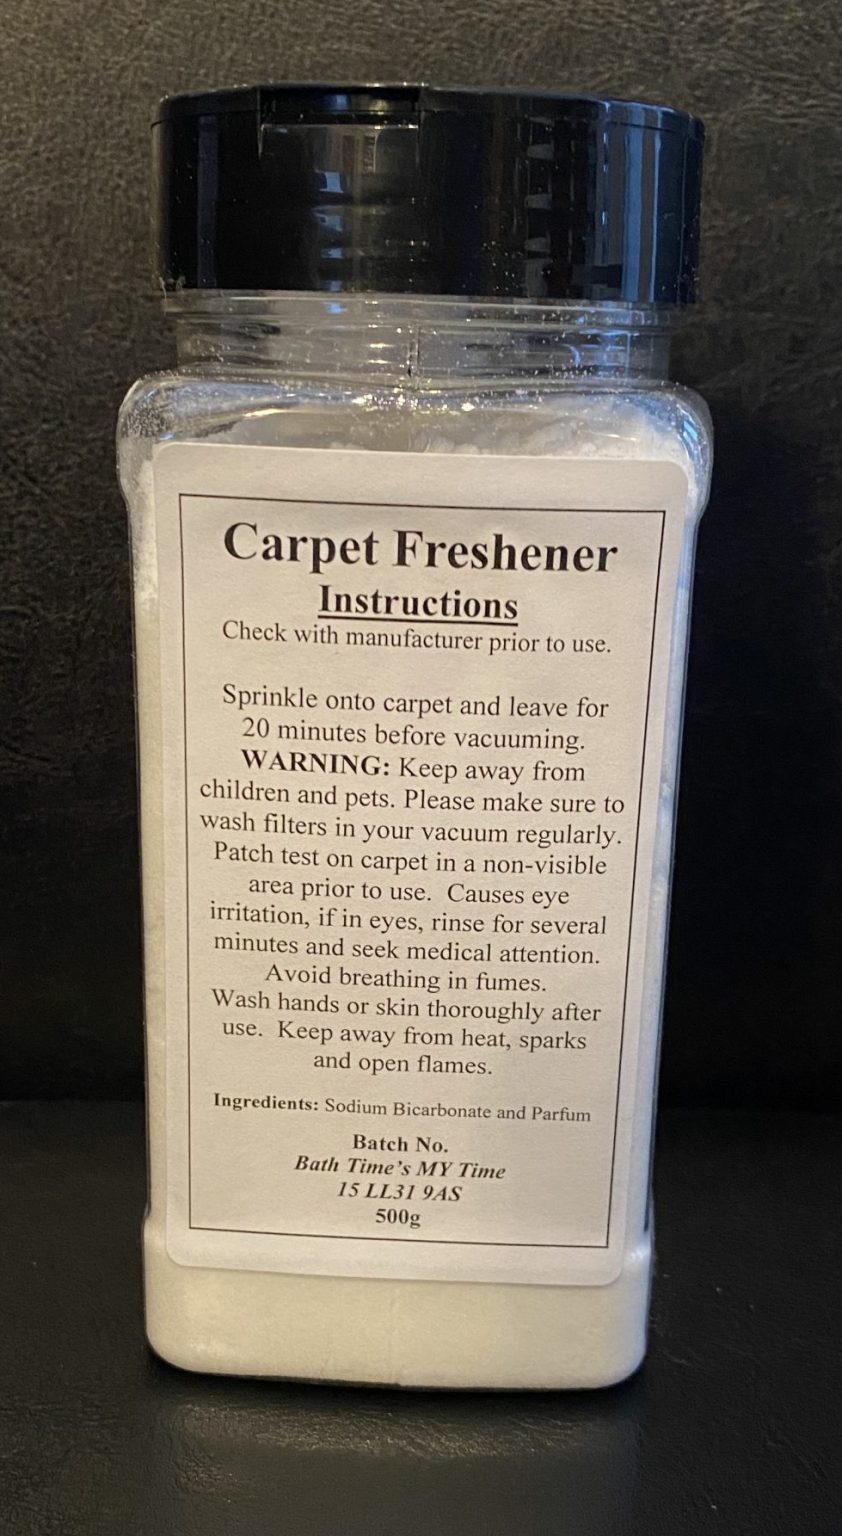 Carpet Freshener
Instructions
Check with manufacturer prior to use.
Sprinkle onto carpet and leave for
20 minutes before vacuuming.
WARNING: Keep away from
children and pets. Please make sure to
wash filters in your vacuum regularly.
Patch test on carpet in a non-visible
area prior to use.  Causes eye
irritation, if in eyes, rinse for several
minutes and seek medical attention.
Avoid breathing in fumes.
Wash hands or skin thoroughly after
use.  Keep away from heat, sparks
and open flames.
Ingredients: Sodium Bicarbonate and Parfum
Batch No.
Bath Time's MY Time
15 LL31 9AS
500g